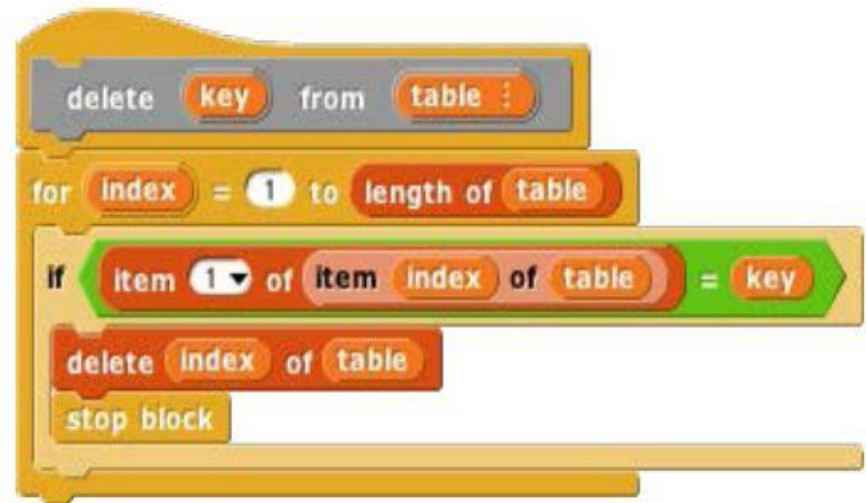 delete key from table ⋮
for index = 1 to length of table
if item 1 ▾ of item index of table = key
delete index of table
stop block